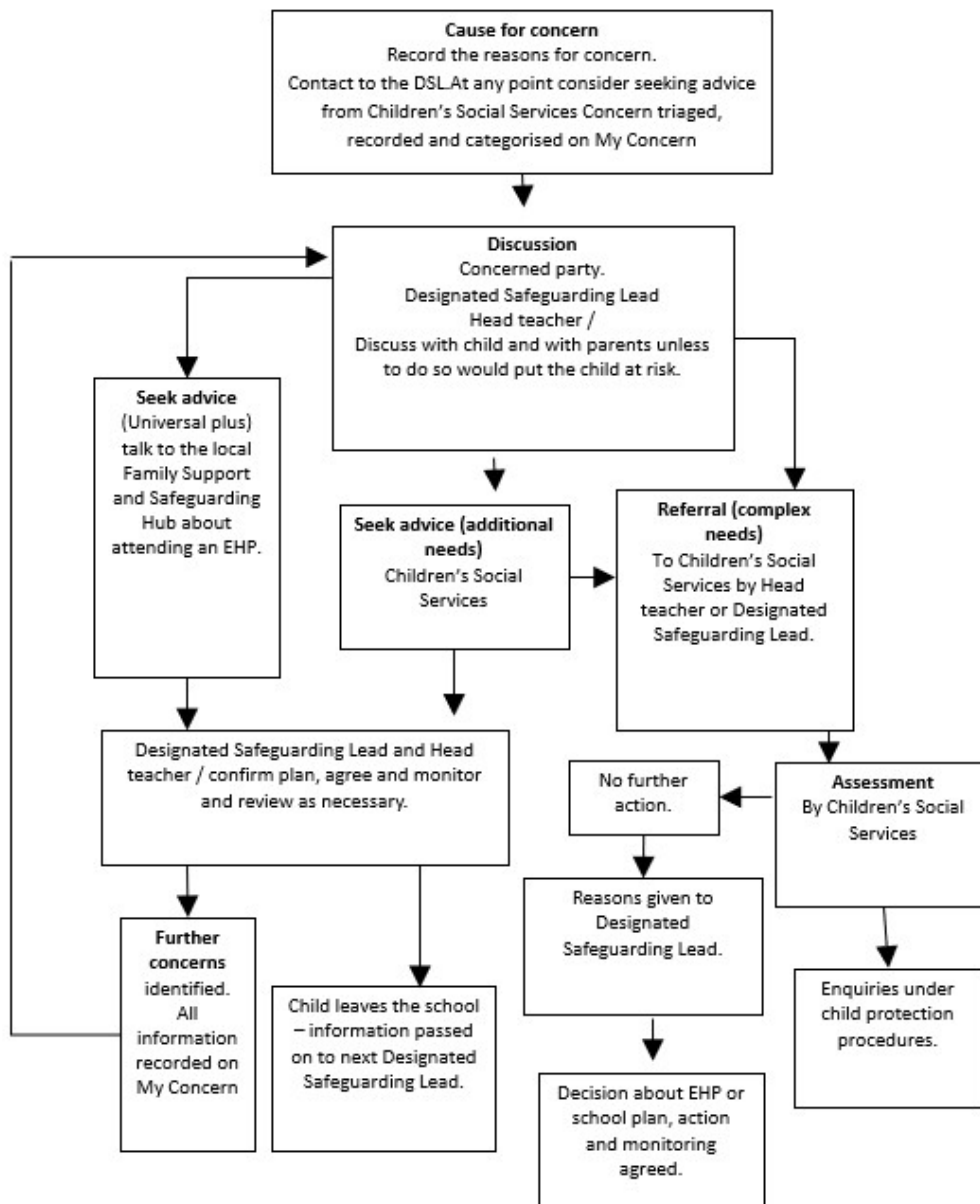 Cause for concern
Record the reasons for concern.
Contact to the DSL.At any point consider seeking advice
from Children's Social Services Concern triaged,
recorded and categorised on My Concern
Discussion
Concerned party.
Designated Safeguarding Lead
Head teacher /
Discuss with child and with parents unless
to do so would put the child at risk.
Seek advice
(Universal plus)
talk to the local
Family Support
and Safeguarding
Hub about
attending an EHP.
Seek advice (additional
needs)
Children's Social
Services
Referral (complex
needs)
To Children's Social
Services by Head
teacher or Designated
Safeguarding Lead.
Designated Safeguarding Lead and Head
teacher / confirm plan, agree and monitor
and review as necessary.
No further
action.
Assessment
By Children's Social
Services
Reasons given to
Designated
Safeguarding Lead.
Further
concerns
identified.
All
information
recorded on
My Concern
Child leaves the school
– information passed
on to next Designated
Safeguarding Lead.
Enquiries under
child protection
procedures.
Decision about EHP or
school plan, action
and monitoring
agreed.